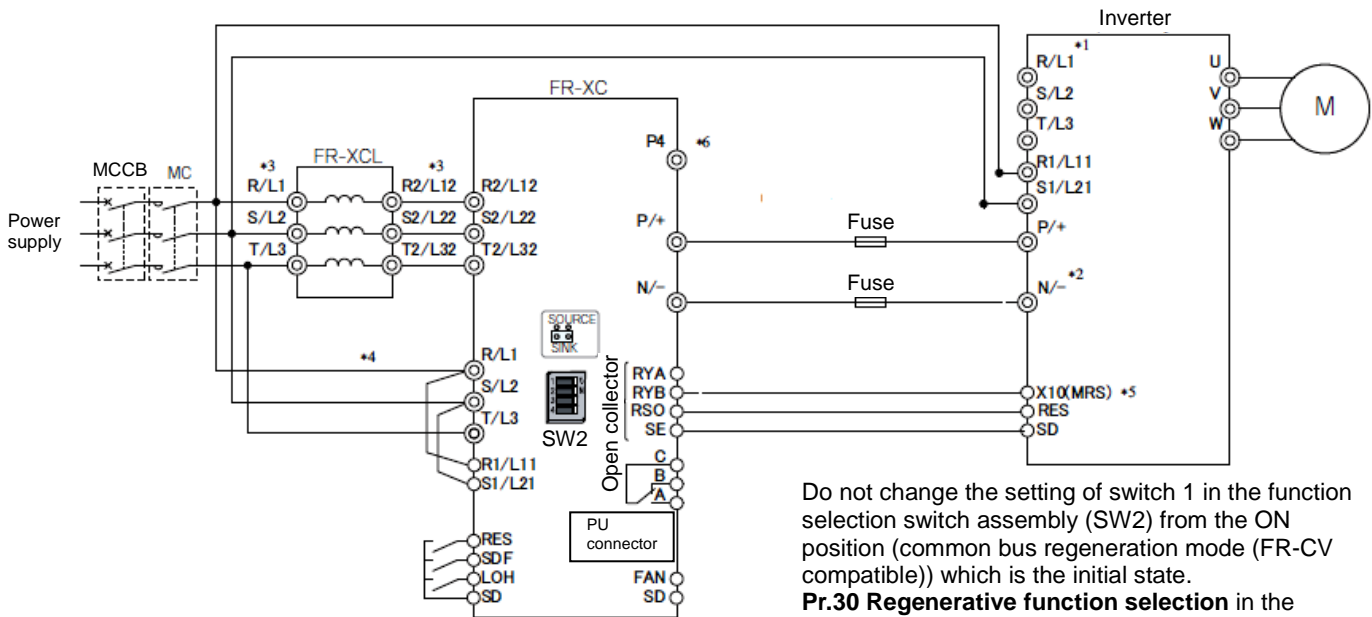 Inverter
FR-XC
R/L1 *1
S/L2
T/L3
R1/L11
S1/L21
P/+
N/- *2
X10(MRS) *5
RES
SD
U
V
W
M
MCCB
MC
Power
supply
FR-XCL
*3
R/L1
S/L2
T/L3
*3
R2/L12
S2/L22
T2/L32
R2/L12
S2/L22
T2/L32
*4
R/L1
S/L2
T/L3
R1/L11
S1/L21
RES
SDF
LOH
SD
SOURCE
SINK
1
2
3
4
SW2
Open collector
P4 *6
P/+
N/-
Fuse
Fuse
RYA
RYB
RSO
SE
C
B
A
PU
connector
FAN
SD
Do not change the setting of switch 1 in the function
selection switch assembly (SW2) from the ON
position (common bus regeneration mode (FR-CV
compatible)) which is the initial state.
Pr.30 Regenerative function selection in the